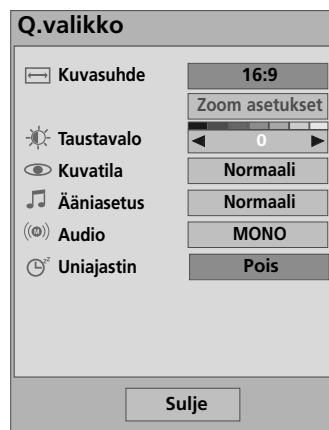 Q.valikko
Kuvasuhde 16:9
Zoom asetukset
Taustavalo 0
Kuvatila Normaali
Ääniasetus Normaali
Audio MONO
Uniajastin Pois
Sulje